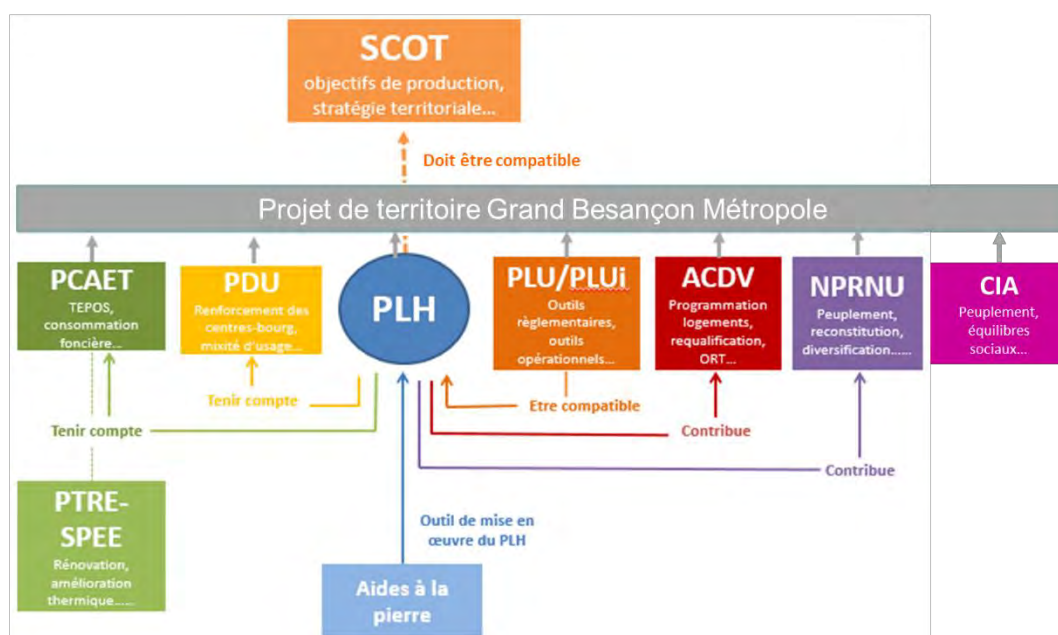 SCOT
objectifs de production,
stratégie territoriale...
Doit être compatible
Projet de territoire Grand Besançon Métropole
PCAET
TEPOS,
consommation
foncière...
PDU
Renforcement des
centres-bourg,
mixité d'usage...
PLH
PLU/PLUi
Outils
règlementaires,
outils
opérationnels...
ACDV
Programmation
logements,
requalification,
ORT...
NPRNU
Peuplement,
reconstitution,
diversification......
CIA
Peuplement,
équilibres
sociaux...
Tenir compte
Tenir compte
Etre compatible
Contribue
Contribue
PTRE-
SPEE
Rénovation,
amélioration
thermique......
Outil de mise en
œuvre du PLH
Aides à la
pierre